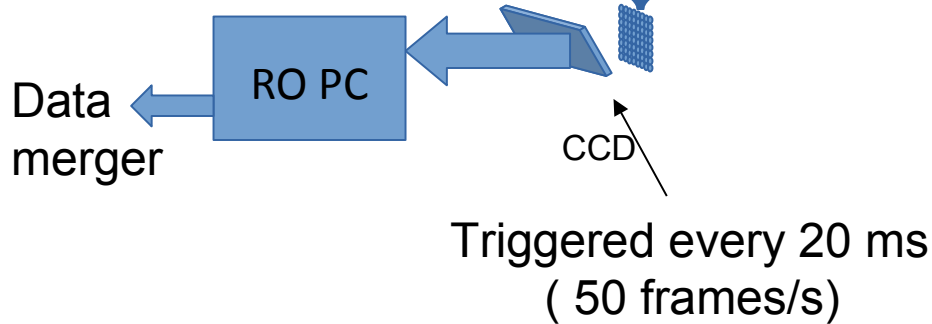 RO PC
Data
merger
CCD
Triggered every 20 ms
( 50 frames/s)